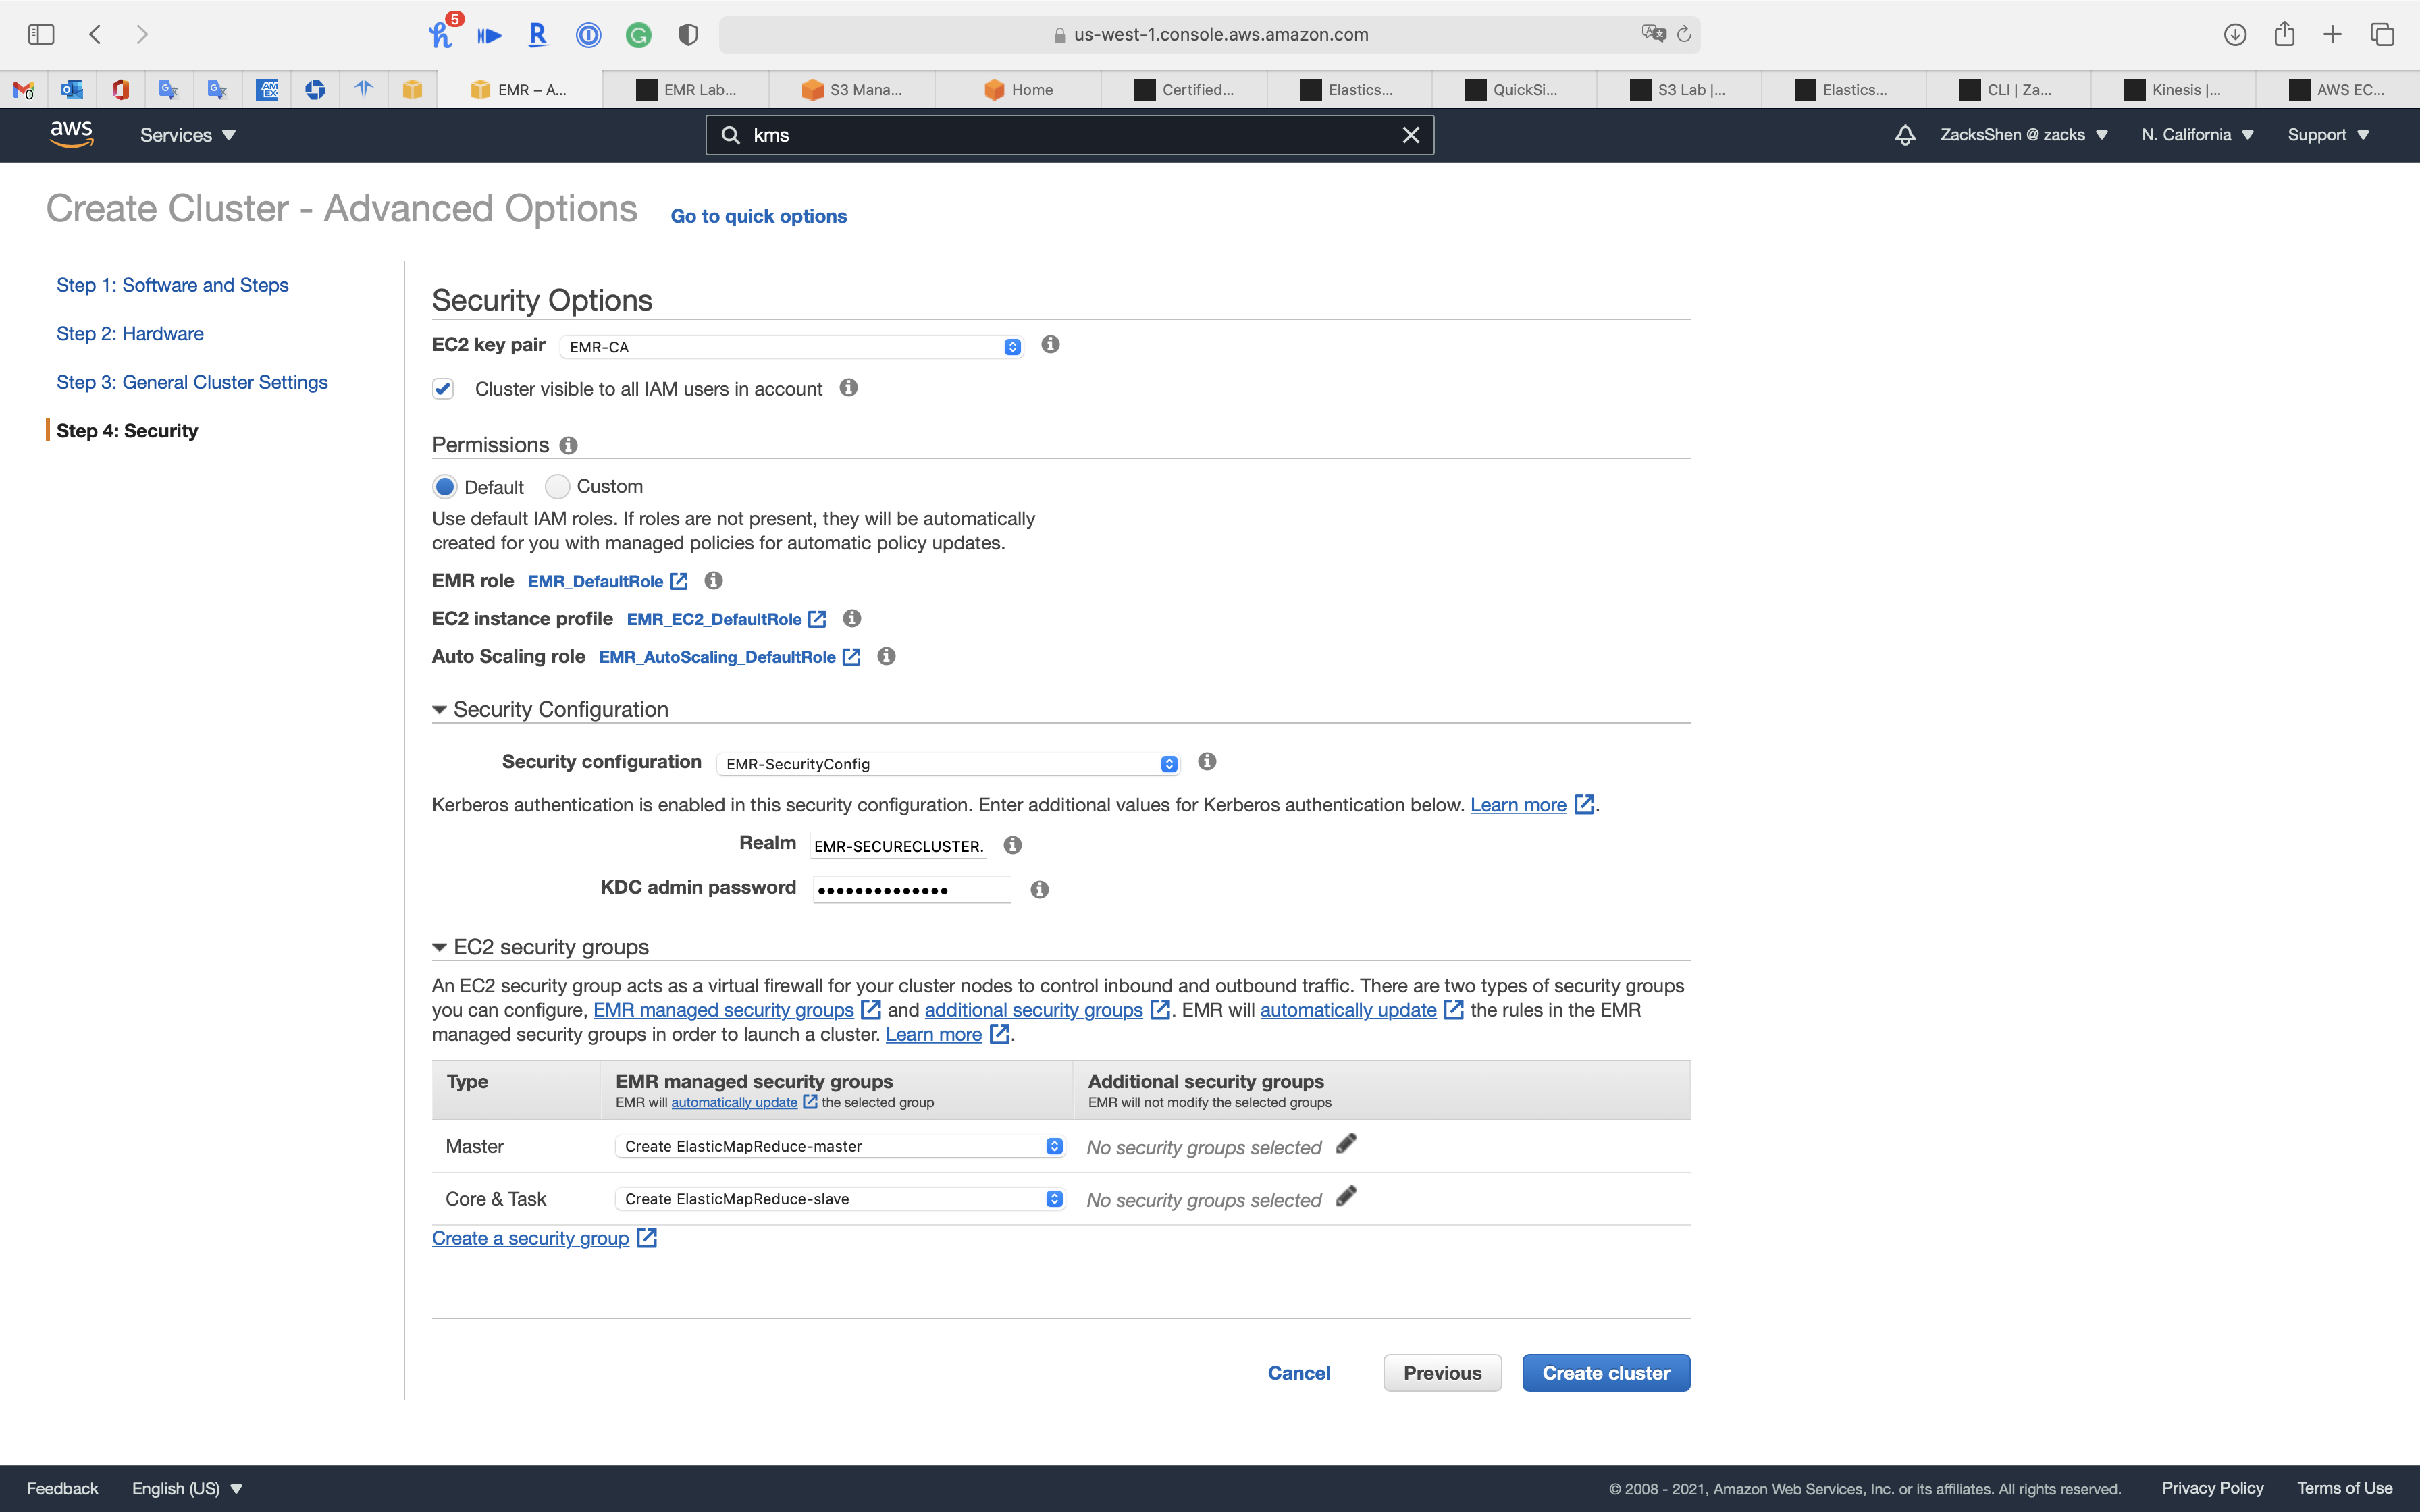 5
us-west-1.console.aws.amazon.com
EMR – A...
EMR Lab...
S3 Mana...
Home
Certified...
Elastics...
QuickSi...
S3 Lab |...
Elastics...
CLI | Za...
Kinesis |...
AWS EC...
aws
Services
kms
ZacksShen @ zacks
N. California
Support
Create Cluster - Advanced Options
Go to quick options
Step 1: Software and Steps
Step 2: Hardware
Step 3: General Cluster Settings
Step 4: Security
Security Options
EC2 key pair EMR-CA
Cluster visible to all IAM users in account
Permissions
Default Custom
Use default IAM roles. If roles are not present, they will be automatically
created for you with managed policies for automatic policy updates.
EMR role EMR_DefaultRole
EC2 instance profile EMR_EC2_DefaultRole
Auto Scaling role EMR_AutoScaling_DefaultRole
Security Configuration
Security configuration EMR-SecurityConfig
Kerberos authentication is enabled in this security configuration. Enter additional values for Kerberos authentication below. Learn more.
Realm EMR-SECURECLUSTER.
KDC admin password ••••••••••••••
EC2 security groups
An EC2 security group acts as a virtual firewall for your cluster nodes to control inbound and outbound traffic. There are two types of security groups
you can configure, EMR managed security groups and additional security groups. EMR will automatically update the rules in the EMR
managed security groups in order to launch a cluster. Learn more.
Type EMR managed security groups Additional security groups
EMR will automatically update the selected group EMR will not modify the selected groups
Master Create ElasticMapReduce-master No security groups selected
Core & Task Create ElasticMapReduce-slave No security groups selected
Create a security group
Cancel Previous Create cluster
Feedback English (US) © 2008 - 2021, Amazon Web Services, Inc. or its affiliates. All rights reserved. Privacy Policy Terms of Use